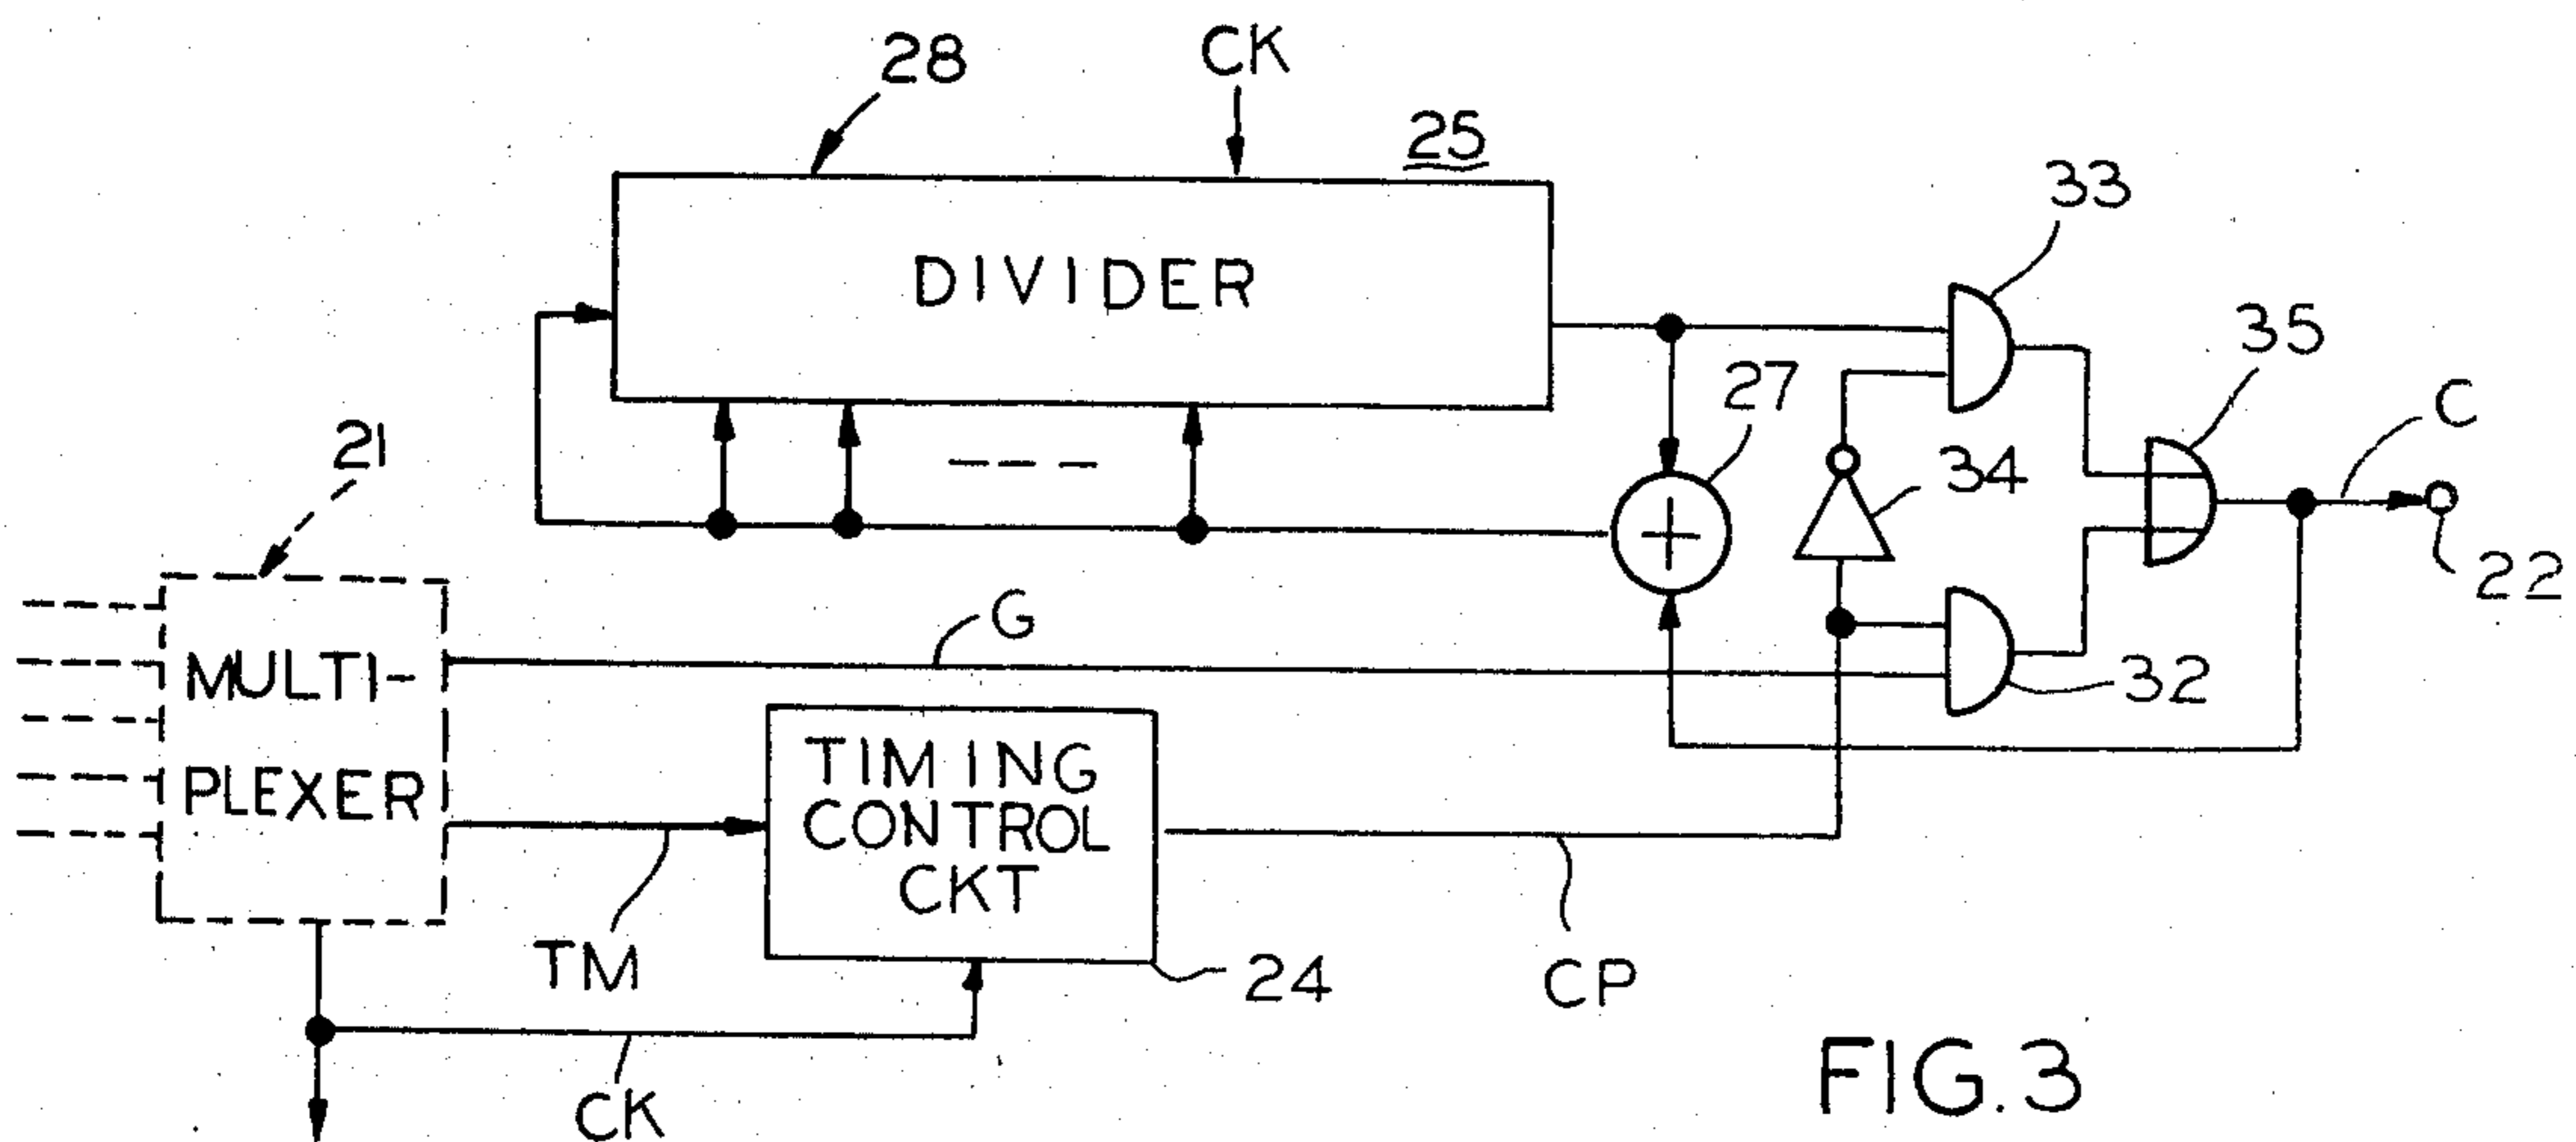 28
CK
25
33
DIVIDER
35
27
C
21
34
22
G
MULTI-
PLEXER
32
TIMING
CONTROL
CKT
TM
24
CP
CK
FIG.3